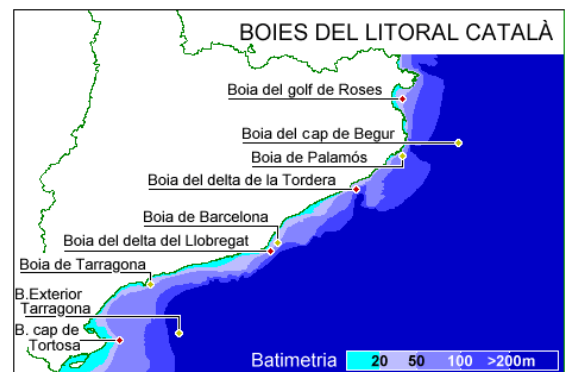 BOIES DEL LITORAL CATALÀ
Boia del golf de Roses
Boia del cap de Begur
Boia de Palamós
Boia del delta de la Tordera
Boia de Barcelona
Boia del delta del Llobregat
Boia de Tarragona
B.Exterior
Tarragona
B. cap de
Tortosa
Batimetria 20 50 100 >200m